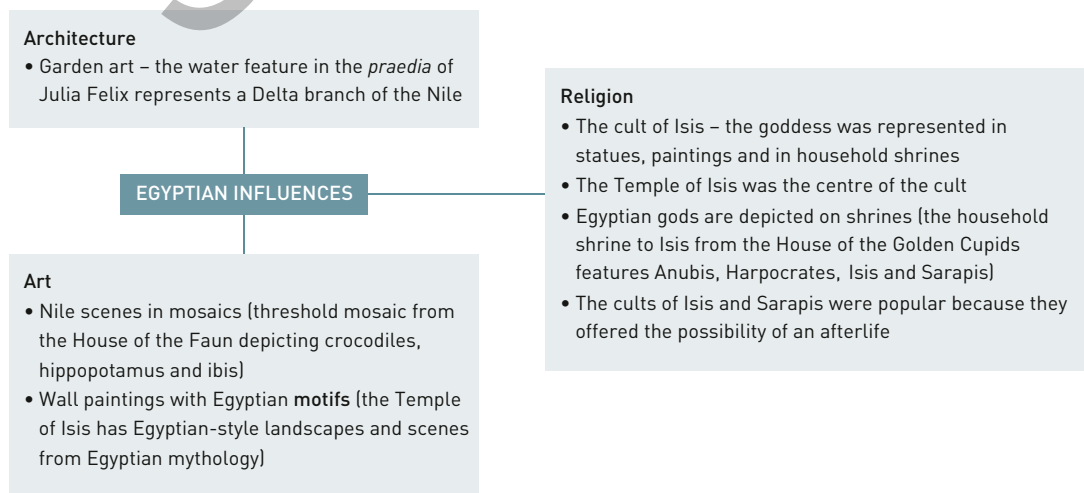 Architecture
• Garden art – the water feature in the praedia of
Julia Felix represents a Delta branch of the Nile
EGYPTIAN INFLUENCES
Religion
• The cult of Isis – the goddess was represented in
statues, paintings and in household shrines
• The Temple of Isis was the centre of the cult
• Egyptian gods are depicted on shrines (the household
shrine to Isis from the House of the Golden Cupids
features Anubis, Harpocrates, Isis and Sarapis)
• The cults of Isis and Sarapis were popular because they
offered the possibility of an afterlife
Art
• Nile scenes in mosaics (threshold mosaic from
the House of the Faun depicting crocodiles,
hippopotamus and ibis)
• Wall paintings with Egyptian motifs (the Temple
of Isis has Egyptian-style landscapes and scenes
from Egyptian mythology)